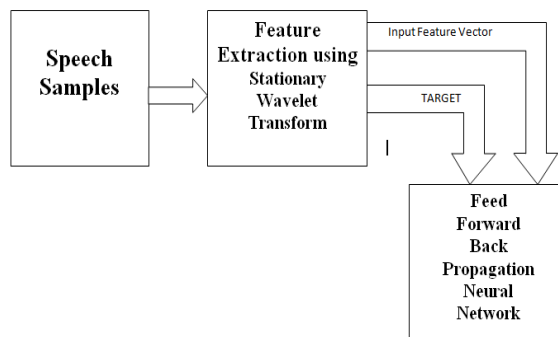 Speech
Samples
Feature
Extraction using
Stationary
Wavelet
Transform
Input Feature Vector
TARGET
Feed
Forward
Back
Propagation
Neural
Network